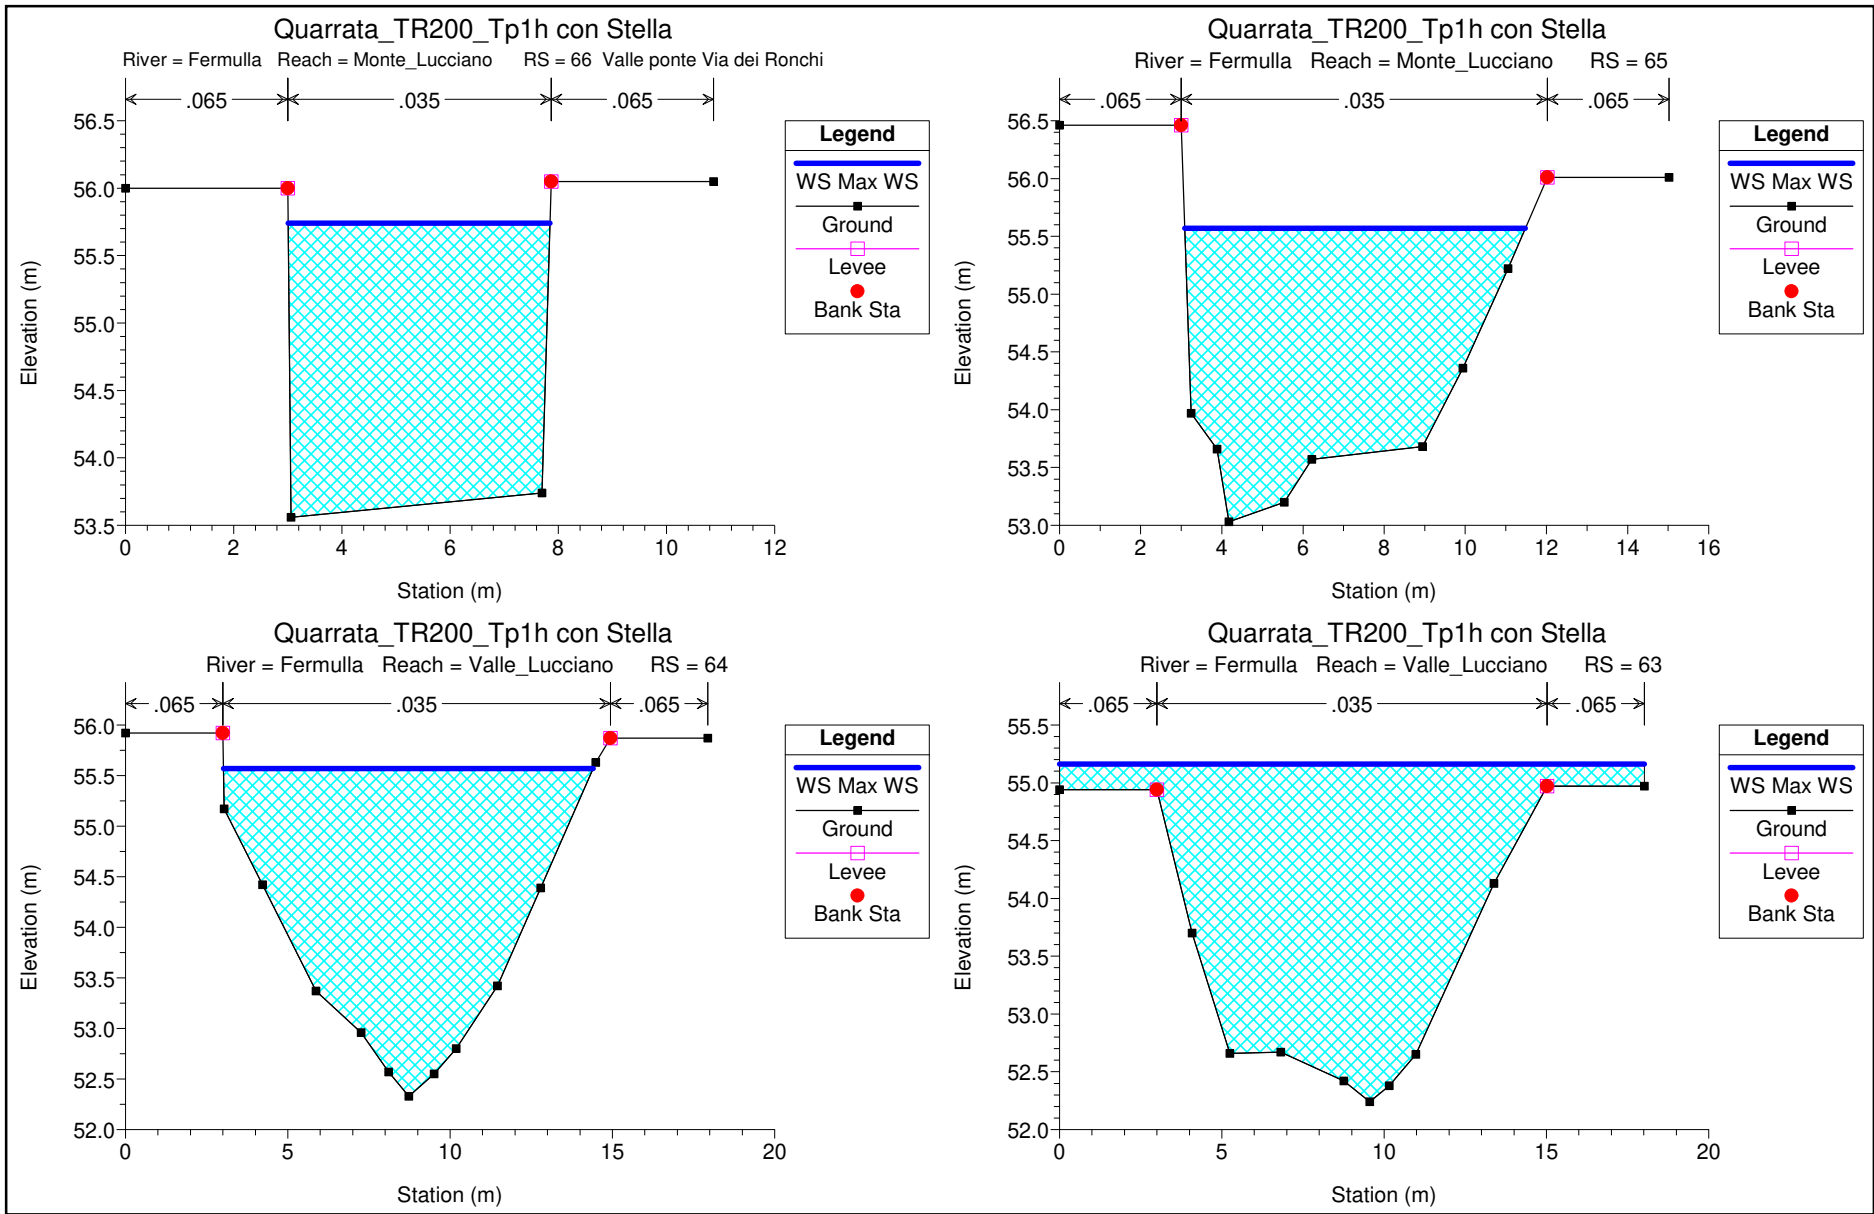 Quarrata_TR200_Tp1h con Stella
River = Fermulla Reach = Monte_Lucciano RS = 66 Valle ponte Via dei Ronchi
.065 .035 .065
56.5
56.0
55.5
55.0
54.5
54.0
53.5
Elevation (m)
0 2 4 6 8 10 12
Station (m)
Legend
WS Max WS
Ground
Levee
Bank Sta
Quarrata_TR200_Tp1h con Stella
River = Fermulla Reach = Monte_Lucciano RS = 65
.065 .035 .065
56.5
56.0
55.5
55.0
54.5
54.0
53.5
53.0
Elevation (m)
0 2 4 6 8 10 12 14 16
Station (m)
Legend
WS Max WS
Ground
Levee
Bank Sta
Quarrata_TR200_Tp1h con Stella
River = Fermulla Reach = Valle_Lucciano RS = 64
.065 .035 .065
56.0
55.5
55.0
54.5
54.0
53.5
53.0
52.5
52.0
Elevation (m)
0 5 10 15 20
Station (m)
Legend
WS Max WS
Ground
Levee
Bank Sta
Quarrata_TR200_Tp1h con Stella
River = Fermulla Reach = Valle_Lucciano RS = 63
.065 .035 .065
55.5
55.0
54.5
54.0
53.5
53.0
52.5
52.0
Elevation (m)
0 5 10 15 20
Station (m)
Legend
WS Max WS
Ground
Levee
Bank Sta